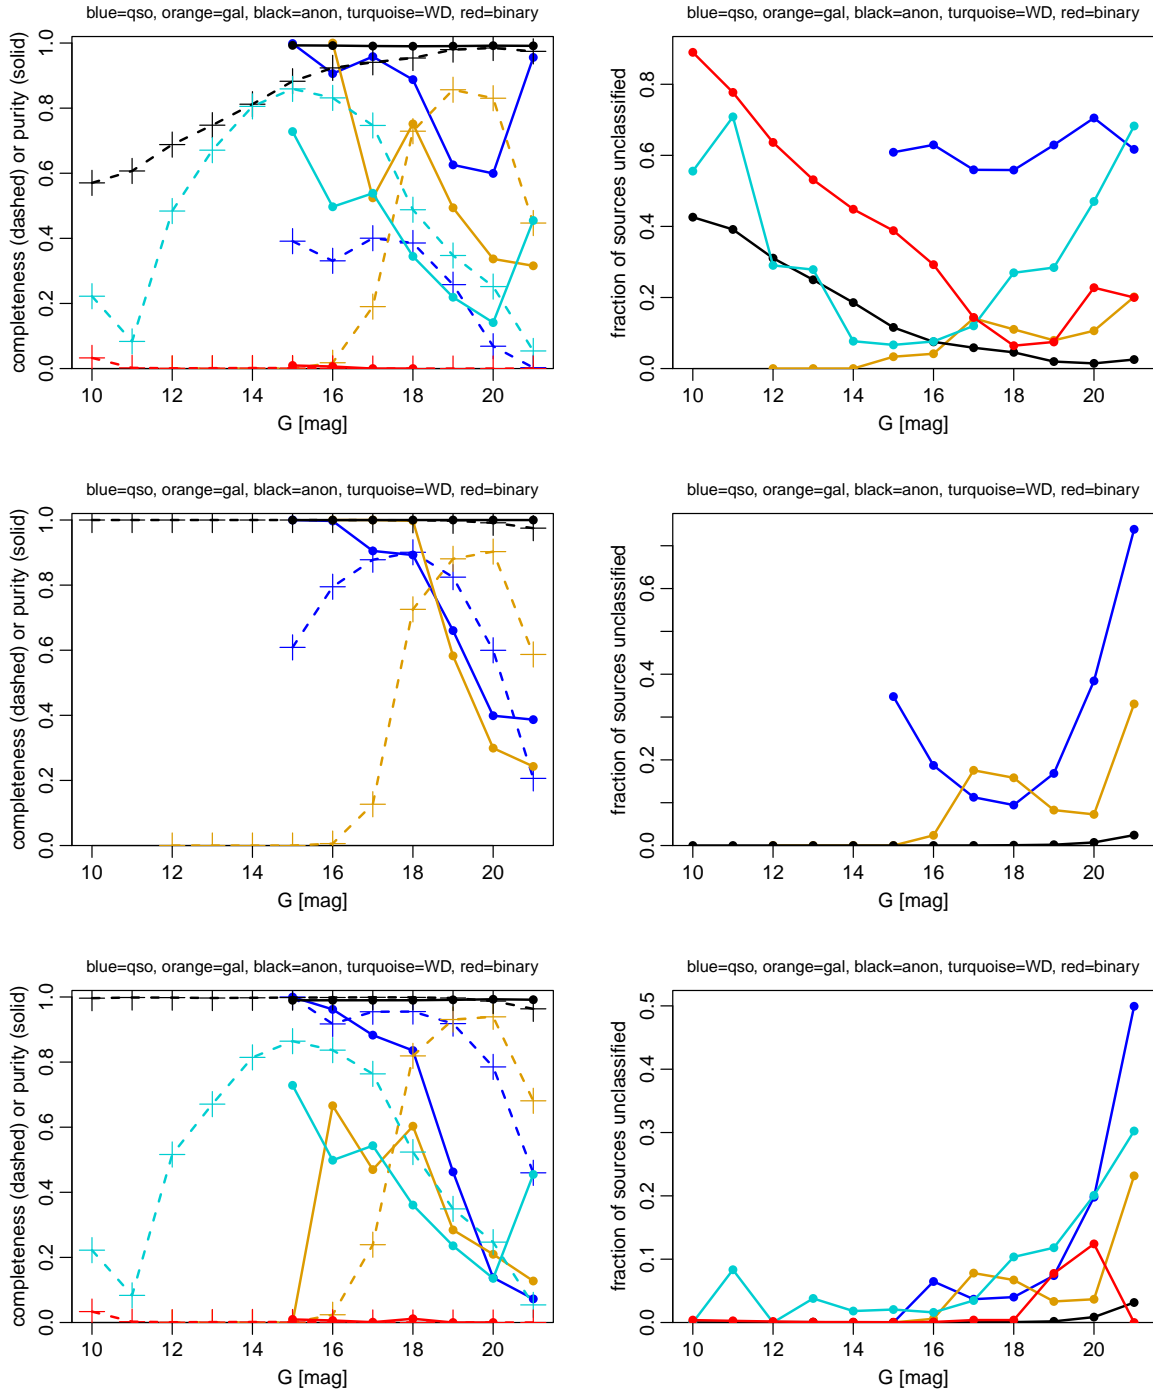 blue=qso, orange=gal, black=anon, turquoise=WD, red=binary
completeness (dashed) or purity (solid)
0.0 0.2 0.4 0.6 0.8 1.0
10 12 14 16 18 20
G [mag]
blue=qso, orange=gal, black=anon, turquoise=WD, red=binary
fraction of sources unclassified
0.0 0.2 0.4 0.6 0.8
10 12 14 16 18 20
G [mag]
blue=qso, orange=gal, black=anon, turquoise=WD, red=binary
completeness (dashed) or purity (solid)
0.0 0.2 0.4 0.6 0.8 1.0
10 12 14 16 18 20
G [mag]
blue=qso, orange=gal, black=anon, turquoise=WD, red=binary
fraction of sources unclassified
0.0 0.2 0.4 0.6
10 12 14 16 18 20
G [mag]
blue=qso, orange=gal, black=anon, turquoise=WD, red=binary
completeness (dashed) or purity (solid)
0.0 0.2 0.4 0.6 0.8 1.0
10 12 14 16 18 20
G [mag]
blue=qso, orange=gal, black=anon, turquoise=WD, red=binary
fraction of sources unclassified
0.0 0.1 0.2 0.3 0.4 0.5
10 12 14 16 18 20
G [mag]